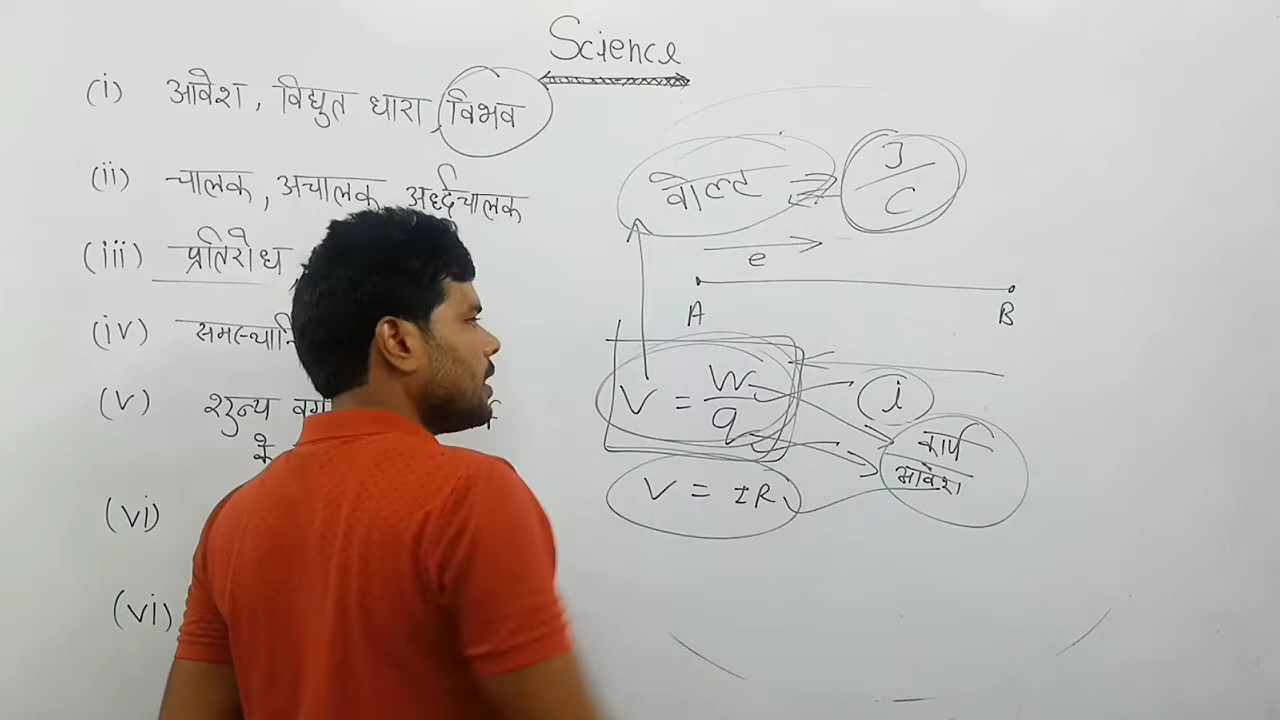 Science
(i) आवेश, विद्युत धारा, विभव
(ii) चालक, अचालक, अर्द्धचालक
(iii) प्रतिरोध,
(iv)
(v) शून्य
के
(vi)
(vi)
वोल्ट ⇒ J/C
e
A B
V = W/q
i
कार्य
आवेश
V = IR